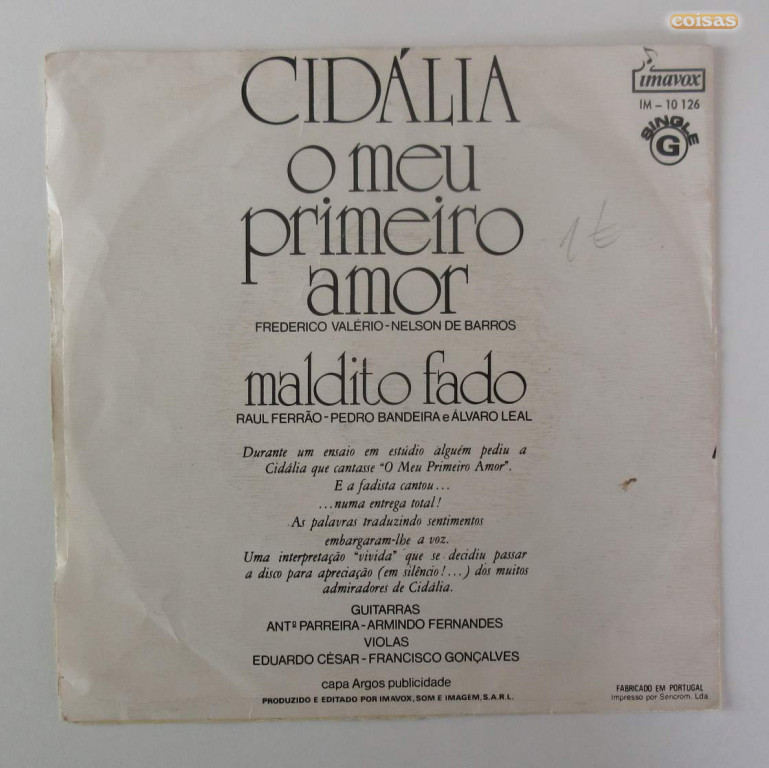 coisas
CIDÁLIA
imavox
IM - 10 126
SINGLE
G
o meu
primeiro
amor
1€
FREDERICO VALÉRIO - NELSON DE BARROS
maldito fado
RAUL FERRÃO - PEDRO BANDEIRA e ÁLVARO LEAL
Durante um ensaio em estúdio alguém pediu a
Cidália que cantasse "O Meu Primeiro Amor".
E a fadista cantou...
...numa entrega total!
As palavras traduzindo sentimentos
embargaram-lhe a voz.
Uma interpretação "vivida" que se decidiu passar
a disco para apreciação (em silêncio!...) dos muitos
admiradores de Cidália.
GUITARRAS
ANTº PARREIRA - ARMINDO FERNANDES
VIOLAS
EDUARDO CÉSAR - FRANCISCO GONÇALVES
capa Argos publicidade
PRODUZIDO E EDITADO POR IMAVOX, SOM E IMAGEM, S.A.R.L.
FABRICADO EM PORTUGAL
Impresso por Sencrom. Lda.